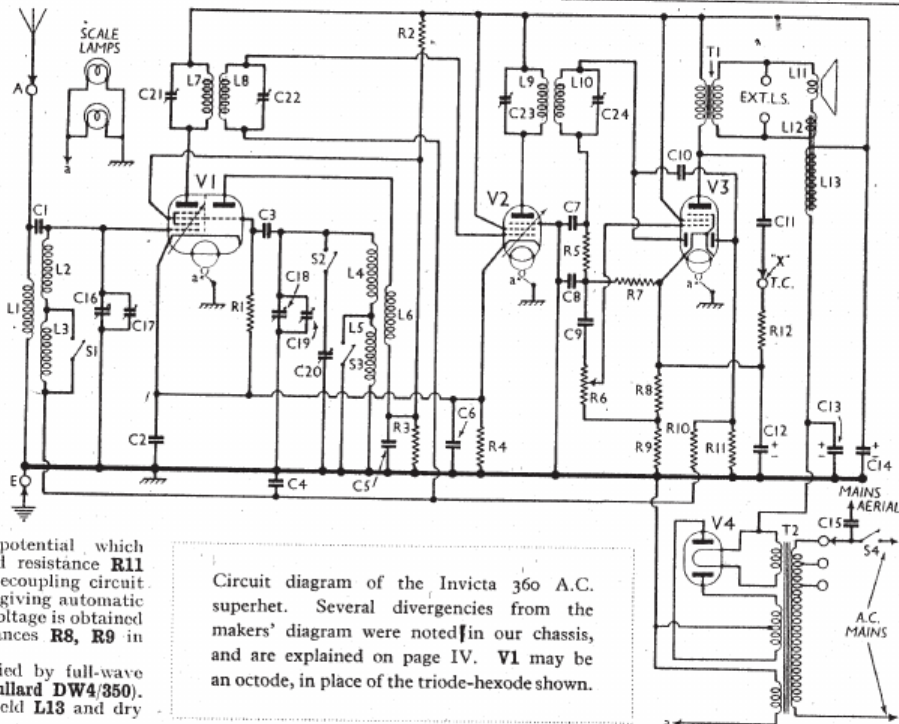 SCALE
LAMPS
A
a
C21
L7
L8
C22
R2
L9
L10
C23
C24
T1
EXT.L.S.
L11
L12
L13
V1
V2
V3
C10
C11
"X"
T.C.
R12
C1
L2
L1
L3
S1
C16
C17
C3
R1
C18
C19
S2
C20
L4
L5
S3
L6
a
a
a
C7
R5
C8
R7
C9
R6
R8
R9
R10
R11
C12
C13
C14
+
−
+
−
+
−
C2
C4
C5
R3
C6
R4
E
MAINS
AERIAL
C15
S4
V4
T2
A.C.
MAINS
a
potential which
d resistance R11
ecoupling circuit
giving automatic
oltage is obtained
nces R8, R9 in
ied by full-wave
ullard DW4/350).
eld L13 and dry
Circuit diagram of the Invicta 360 A.C.
superhet. Several divergencies from the
makers' diagram were noted in our chassis,
and are explained on page IV. V1 may be
an octode, in place of the triode-hexode shown.